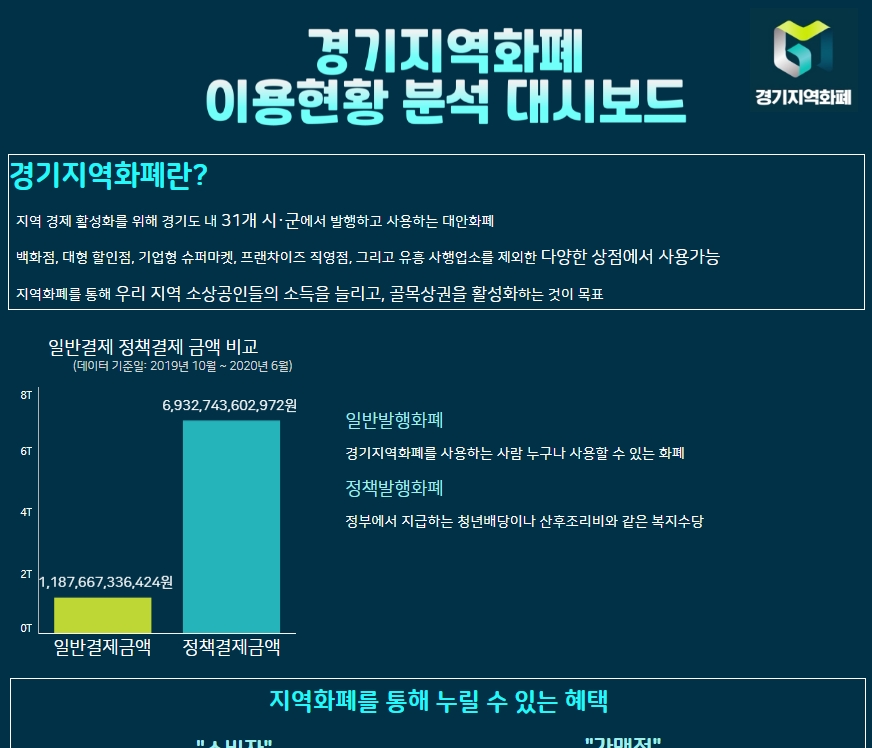 경기지역화폐
이용현황 분석 대시보드
경기지역화폐
경기지역화폐란?
지역 경제 활성화를 위해 경기도 내 31개 시·군에서 발행하고 사용하는 대안화폐
백화점, 대형 할인점, 기업형 슈퍼마켓, 프랜차이즈 직영점, 그리고 유흥 사행업소를 제외한 다양한 상점에서 사용가능
지역화폐를 통해 우리 지역 소상공인들의 소득을 늘리고, 골목상권을 활성화하는 것이 목표
일반결제 정책결제 금액 비교
(데이터 기준일: 2019년 10월 ~ 2020년 6월)
8T
6,932,743,602,972원
6T
4T
2T
1,187,667,336,424원
0T
일반결제금액 정책결제금액
일반발행화폐
경기지역화폐를 사용하는 사람 누구나 사용할 수 있는 화폐
정책발행화폐
정부에서 지급하는 청년배당이나 산후조리비와 같은 복지수당
지역화폐를 통해 누릴 수 있는 혜택
"소비자" "가맹점"